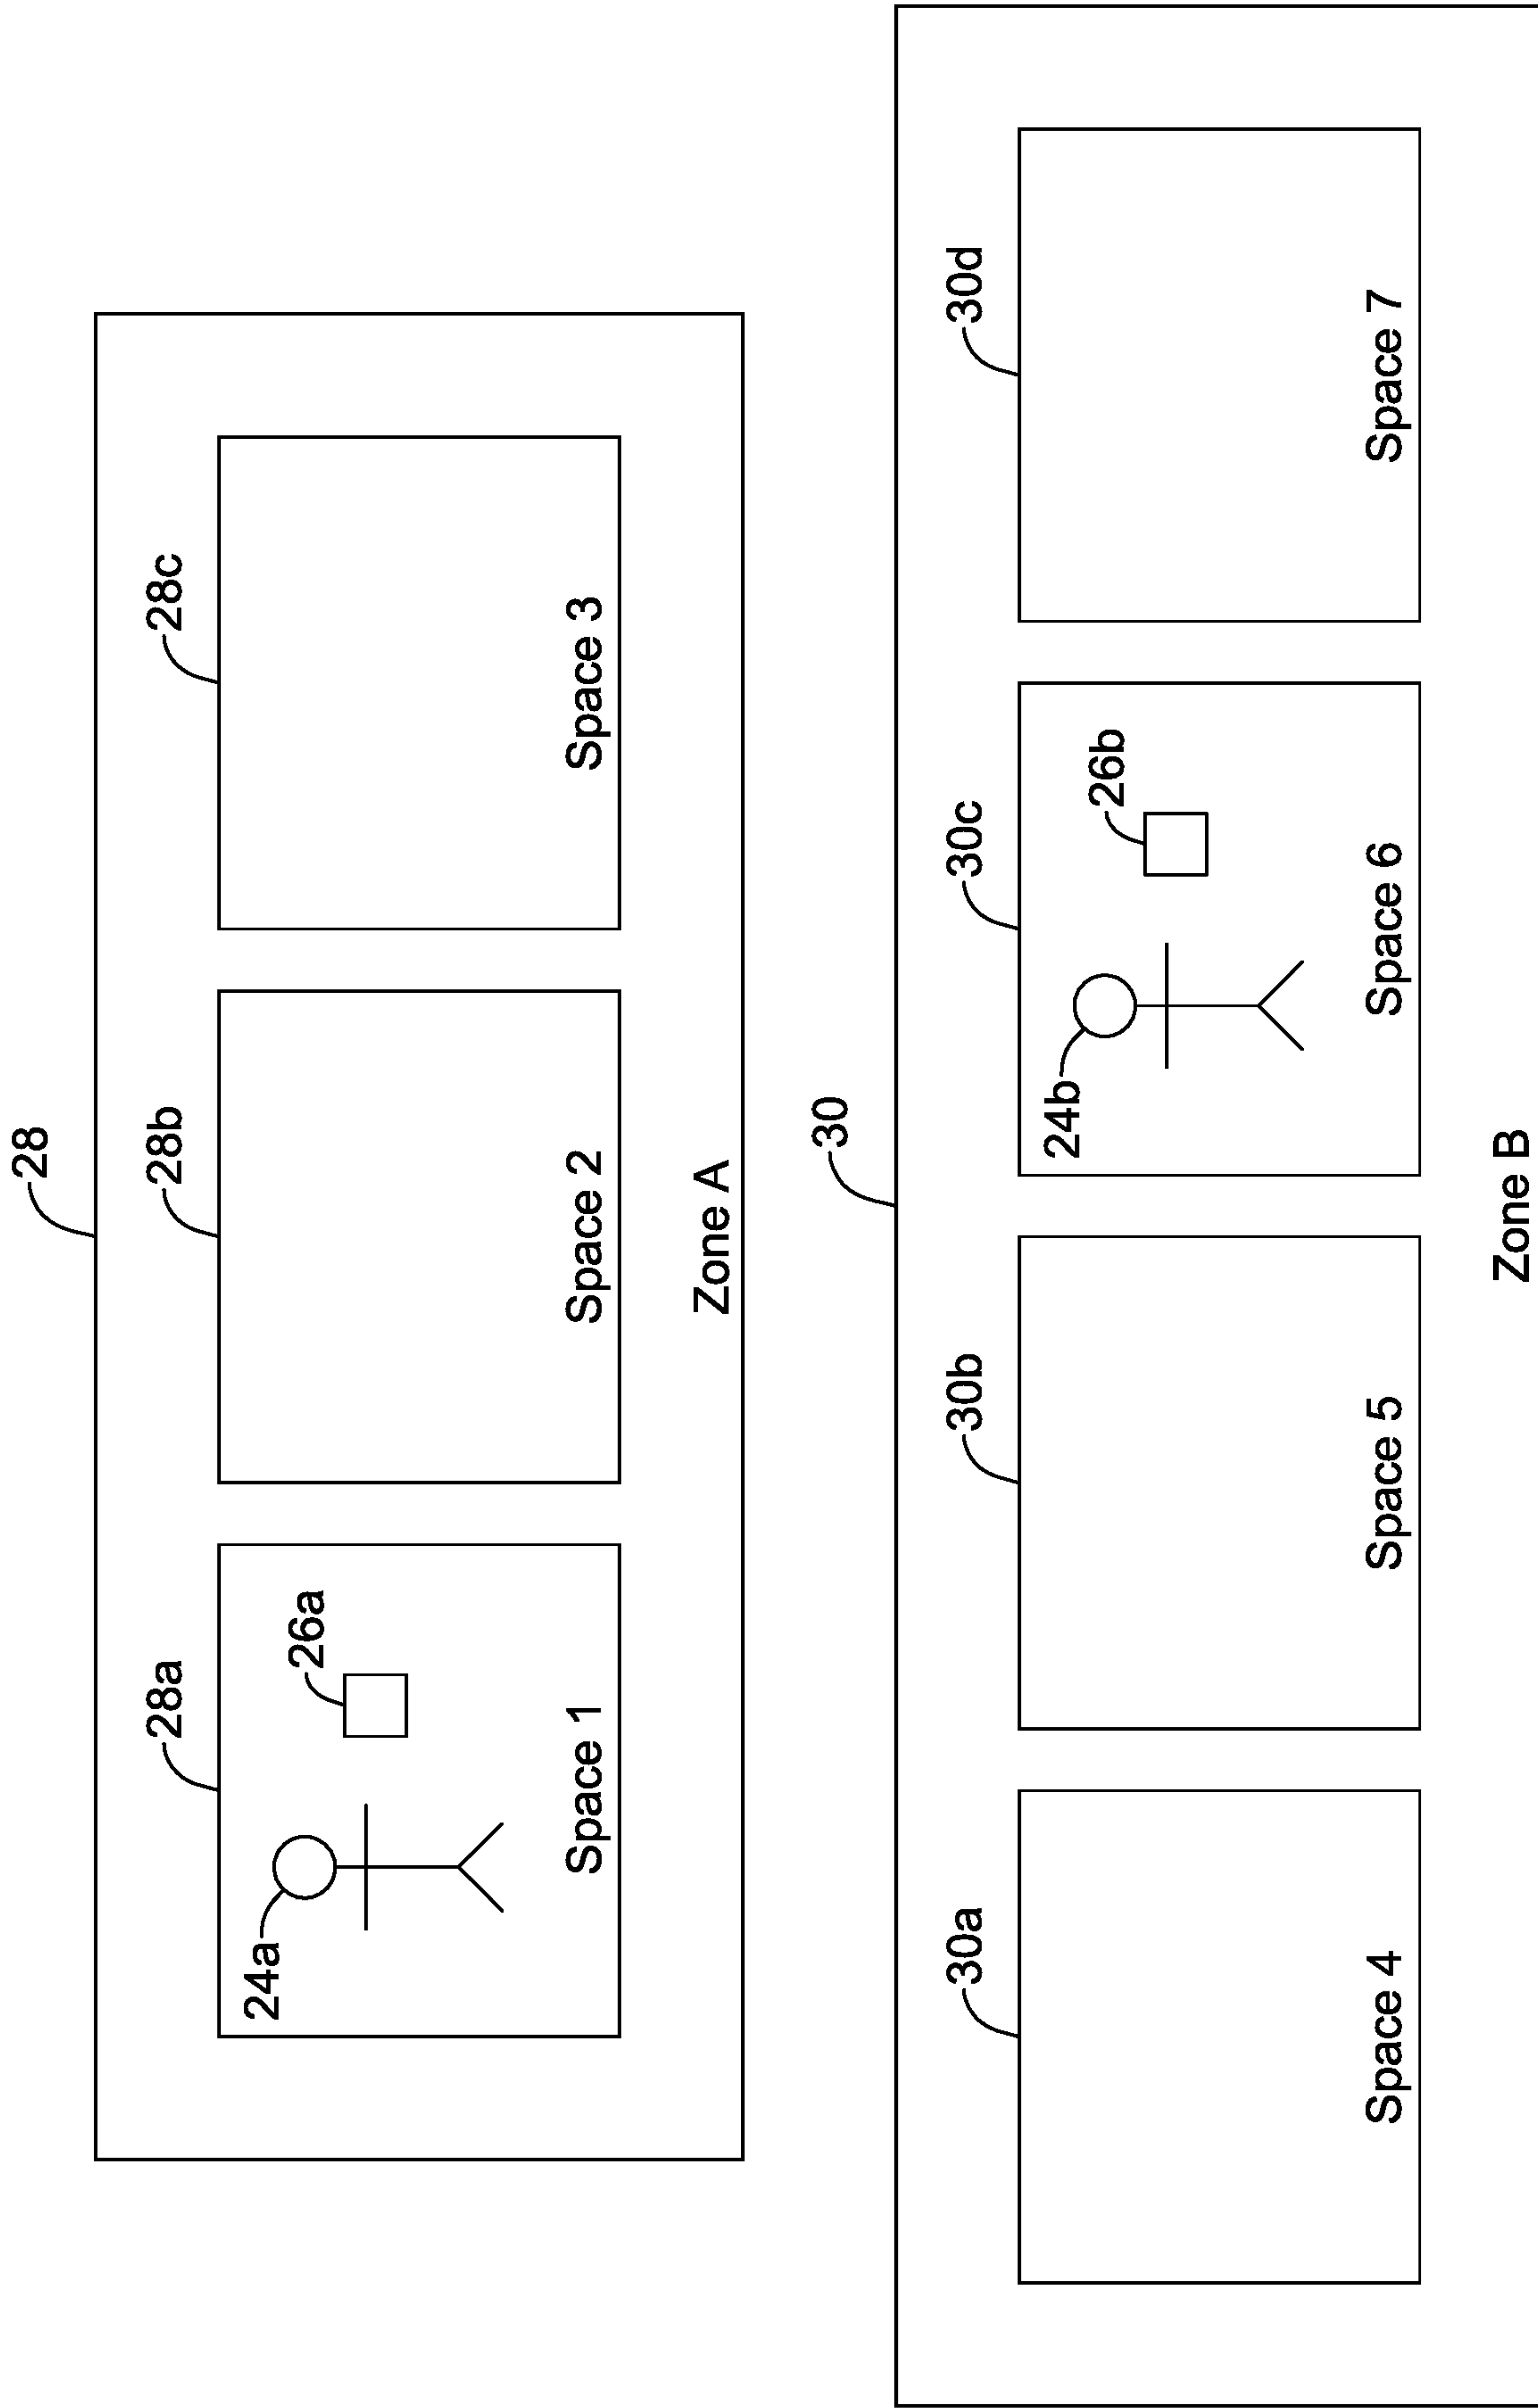 28
28a
28b
28c
24a
26a
Space 1
Space 2
Space 3
Zone A
30
30a
30b
30c
30d
24b
26b
Space 4
Space 5
Space 6
Space 7
Zone B